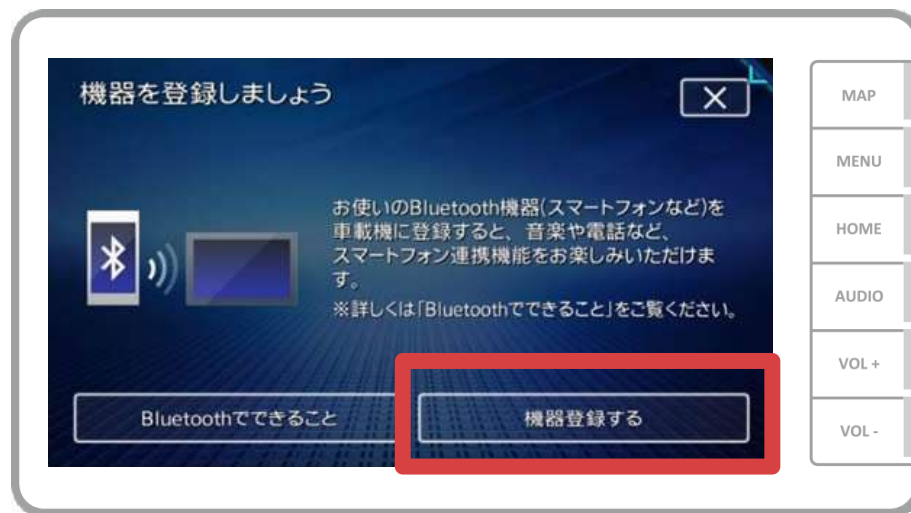 機器を登録しましょう
お使いのBluetooth機器(スマートフォンなど)を
車載機に登録すると、音楽や電話など、
スマートフォン連携機能をお楽しみいただけま
す。
※詳しくは「Bluetoothでできること」をご覧ください。
Bluetoothでできること
機器登録する
MAP
MENU
HOME
AUDIO
VOL +
VOL -